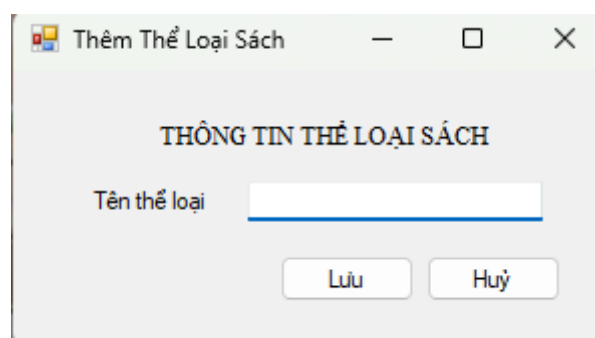 Thêm Thể Loại Sách
THÔNG TIN THỂ LOẠI SÁCH
Tên thể loại
Lưu Huỷ